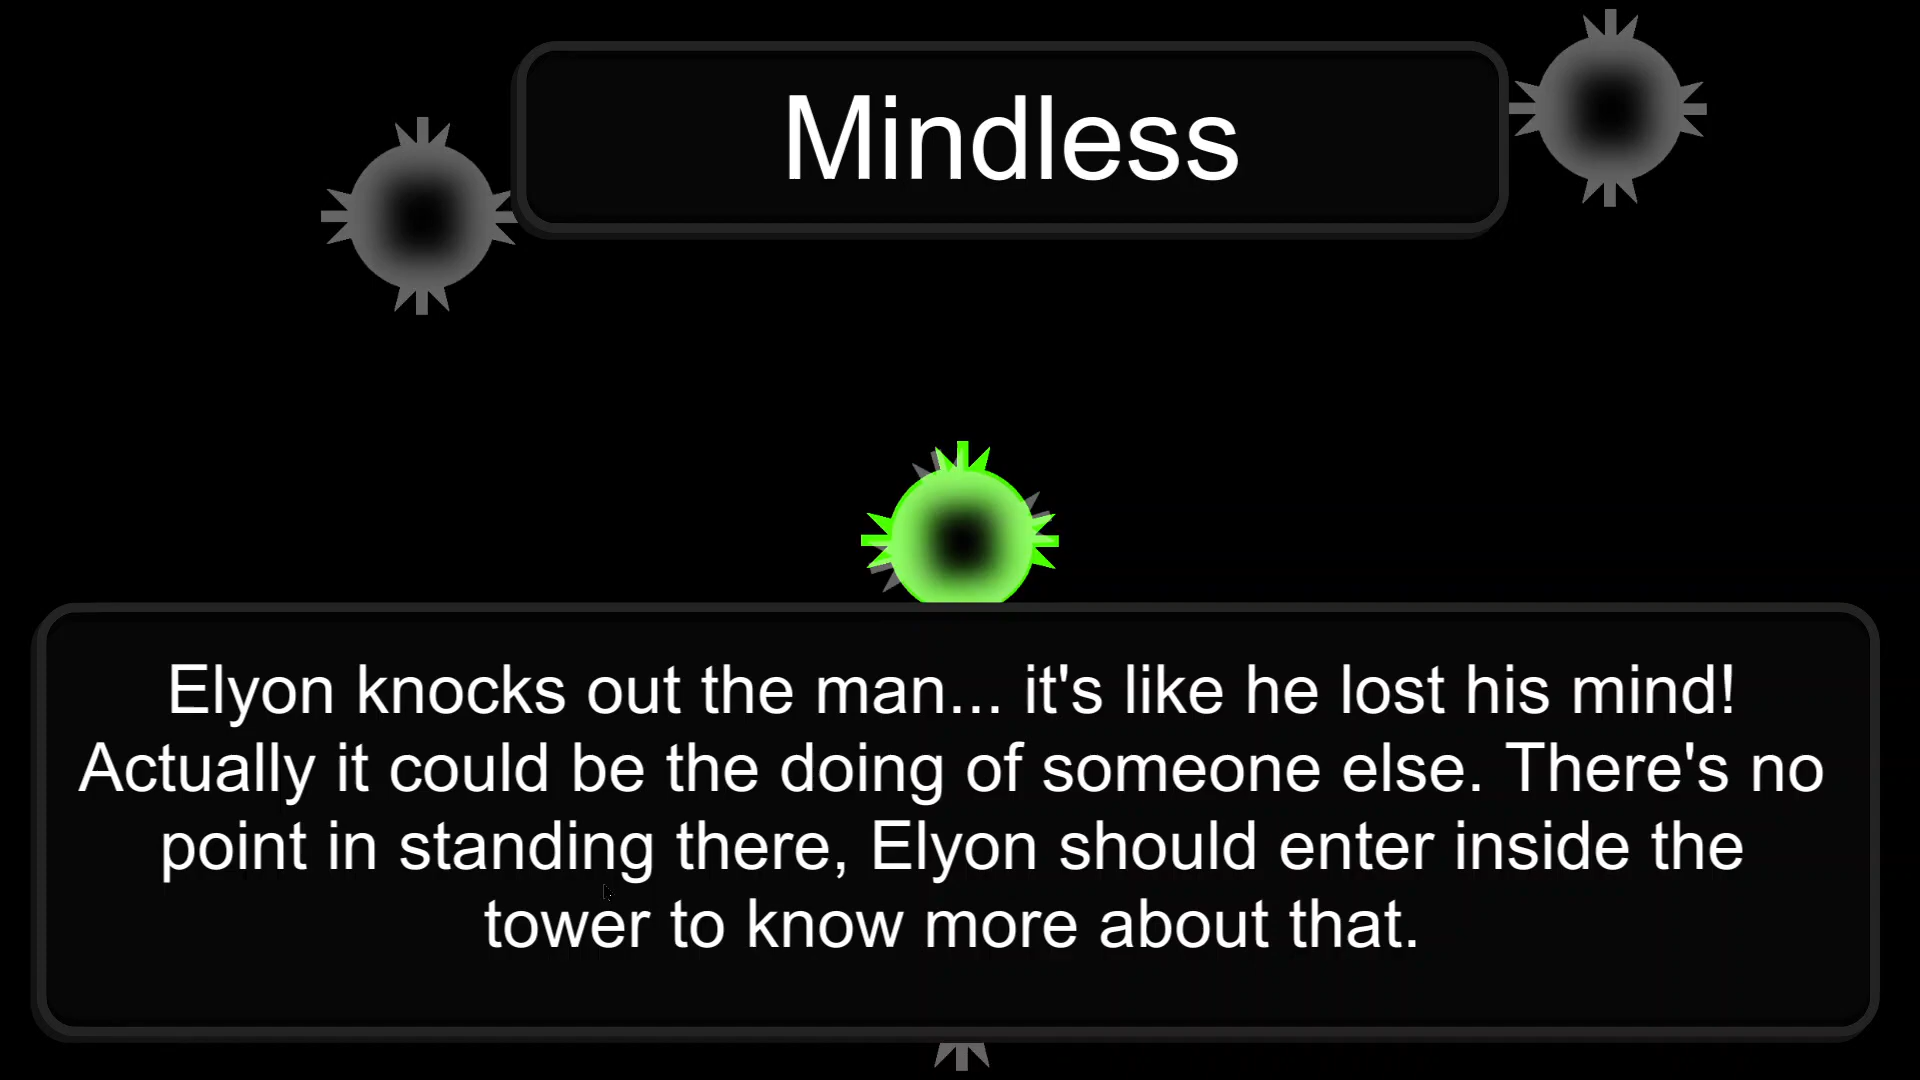 Mindless
Elyon knocks out the man... it's like he lost his mind!
Actually it could be the doing of someone else. There's no
point in standing there, Elyon should enter inside the
tower to know more about that.